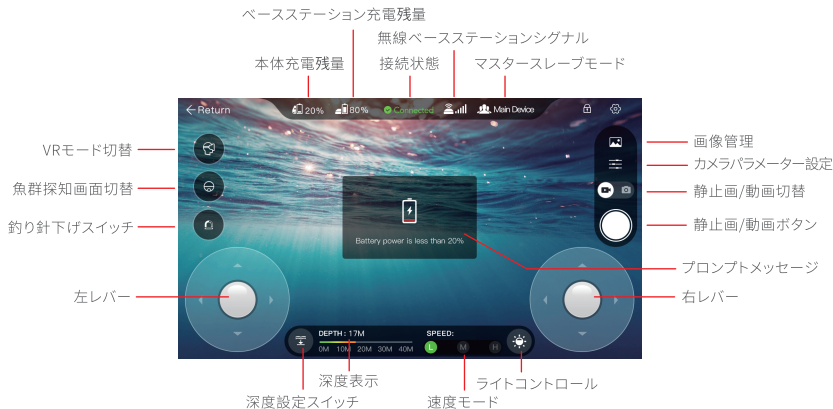 ベースステーション充電残量
無線ベースステーションシグナル
本体充電残量
接続状態
マスタースレーブモード
Return
20%
80%
Connected
Main Device
VRモード切替
魚群探知画面切替
釣り針下げスイッチ
左レバー
画像管理
カメラパラメーター設定
静止画/動画切替
静止画/動画ボタン
プロンプトメッセージ
右レバー
Battery power is less than 20%
DEPTH : 17M
0M 10M 20M 30M 40M
SPEED:
L M H
深度表示
深度設定スイッチ
ライトコントロール
速度モード